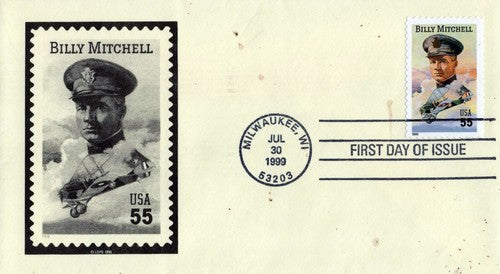 BILLY MITCHELL
USA
55
BILLY MITCHELL
USA
55
MILWAUKEE, WI
JUL
30
1999
53203
FIRST DAY OF ISSUE